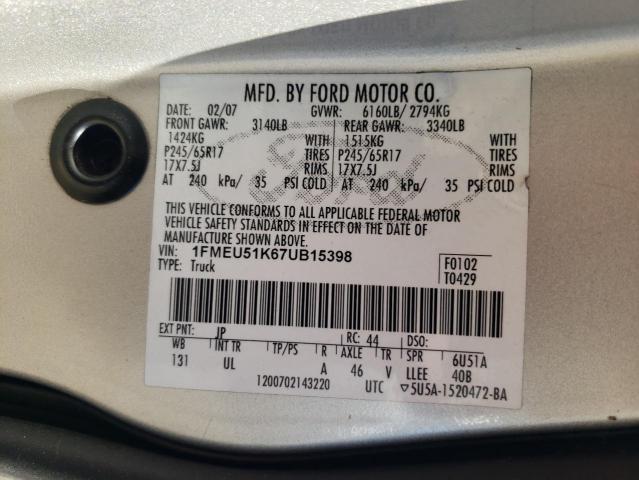 MFD. BY FORD MOTOR CO.
DATE: 02/07 GVWR: 6160LB/ 2794KG
FRONT GAWR: 3140LB REAR GAWR: 3340LB
1424KG WITH 1515KG WITH
P245/65R17 TIRES P245/65R17 TIRES
17X7.5J RIMS 17X7.5J RIMS
AT 240 kPa/ 35 PSI COLD AT 240 kPa/ 35 PSI COLD
THIS VEHICLE CONFORMS TO ALL APPLICABLE FEDERAL MOTOR
VEHICLE SAFETY STANDARDS IN EFFECT ON THE DATE OF
MANUFACTURE SHOWN ABOVE.
VIN: 1FMEU51K67UB15398 F0102
TYPE: Truck T0429
EXT PNT: JP RC: 44 DSO:
WB INT TR TP/PS R AXLE TR SPR 6U51A
131 UL A 46 V LLEE 40B
1200702143220 UTC ▽5U5A-1520472-BA